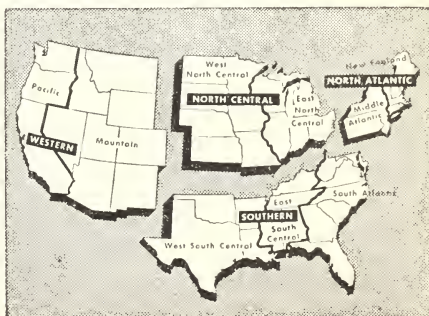 Pacific
WESTERN
Mountain
West
North Central
NORTH CENTRAL
East
North
Central
New England
NORTH ATLANTIC
Middle
Atlantic
South Atlantic
East
SOUTHERN
South
Central
West South Central